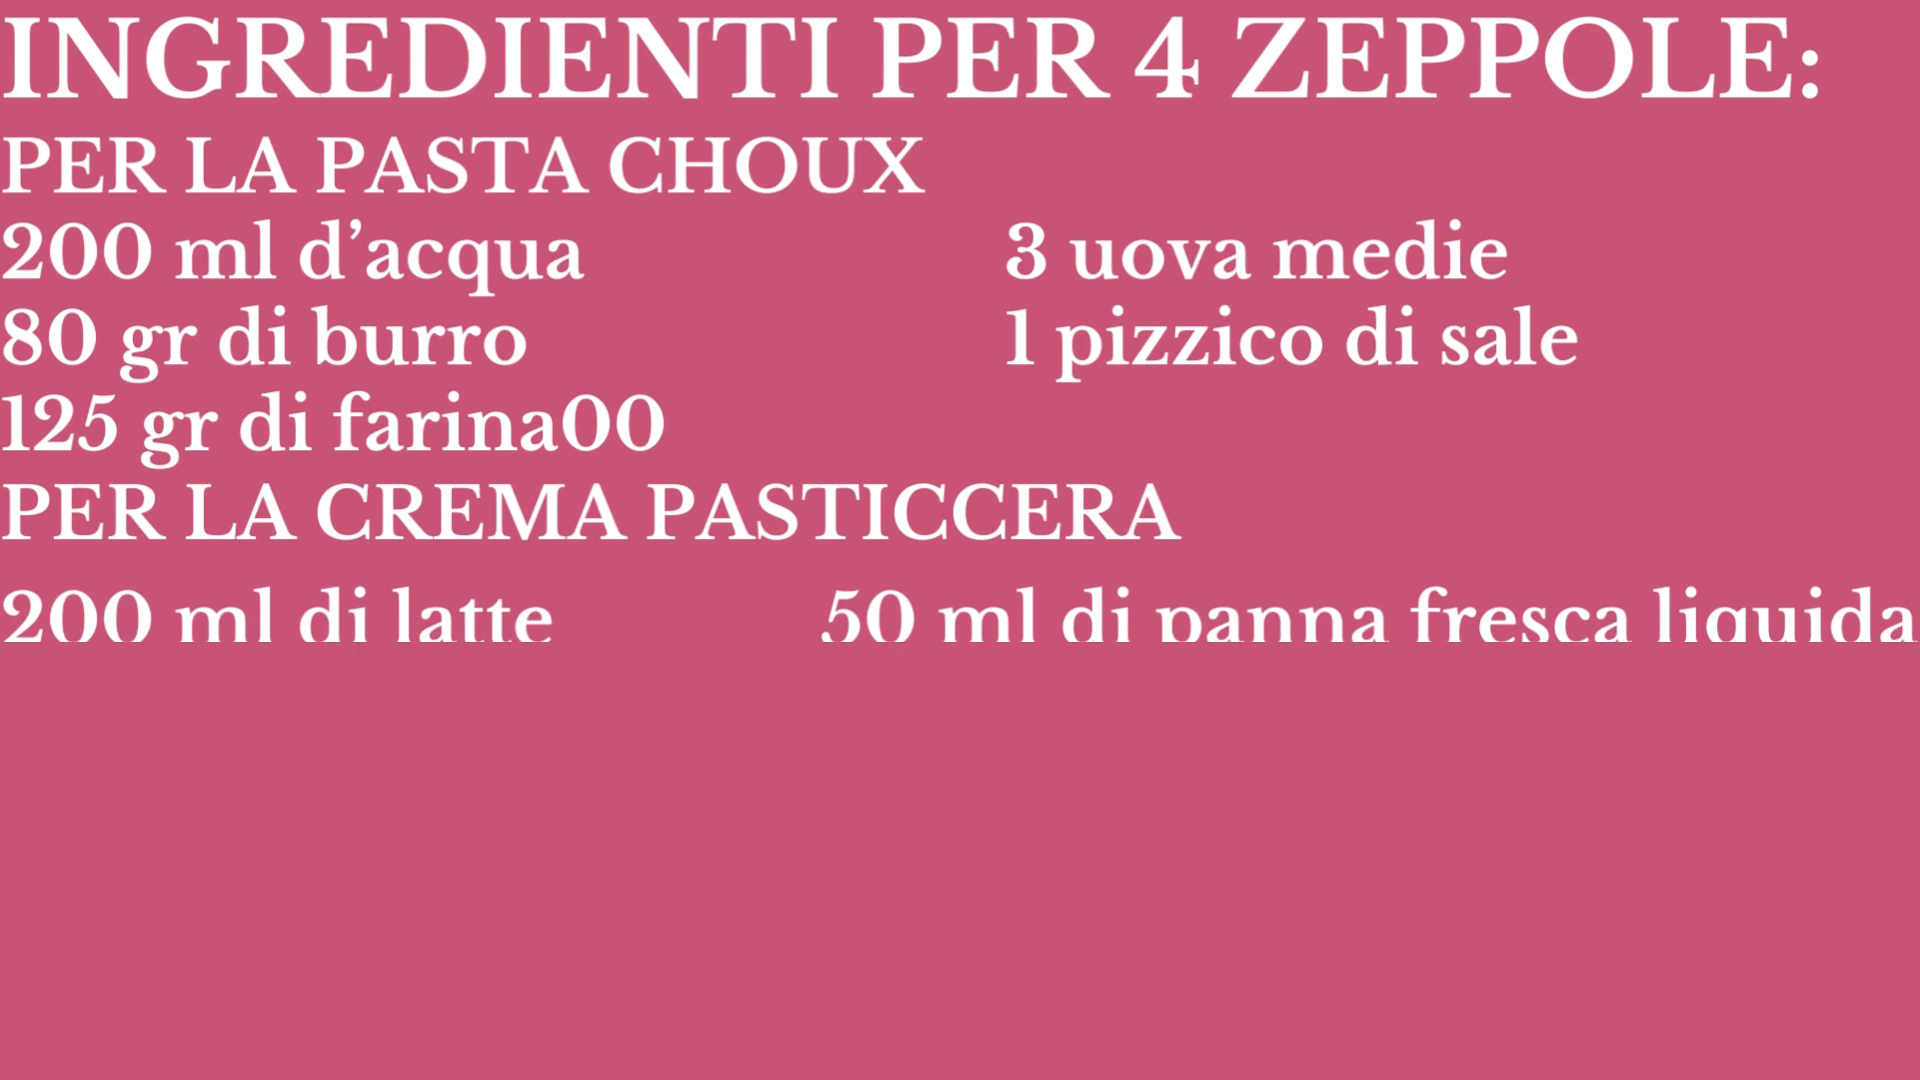 INGREDIENTI PER 4 ZEPPOLE:
PER LA PASTA CHOUX
200 ml d’acqua 3 uova medie
80 gr di burro 1 pizzico di sale
125 gr di farina00
PER LA CREMA PASTICCERA
200 ml di latte 50 ml di panna fresca liquida